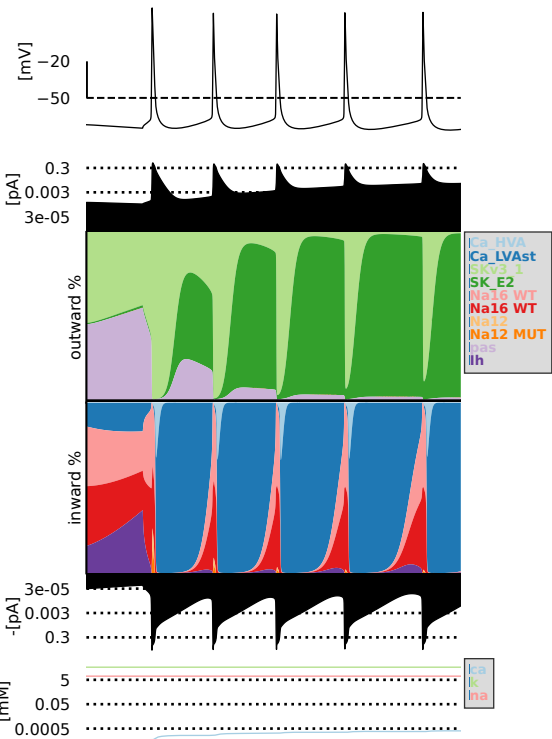 [mV]
−20
−50
[pA]
0.3
0.003
3e-05
outward %
Ca_HVA
Ca_LVAst
SKv3_1
SK_E2
Na16 WT
Na16 WT
Na12
Na12 MUT
pas
Ih
inward %
-[pA]
3e-05
0.003
0.3
[mM]
5
0.05
0.0005
ca
k
na